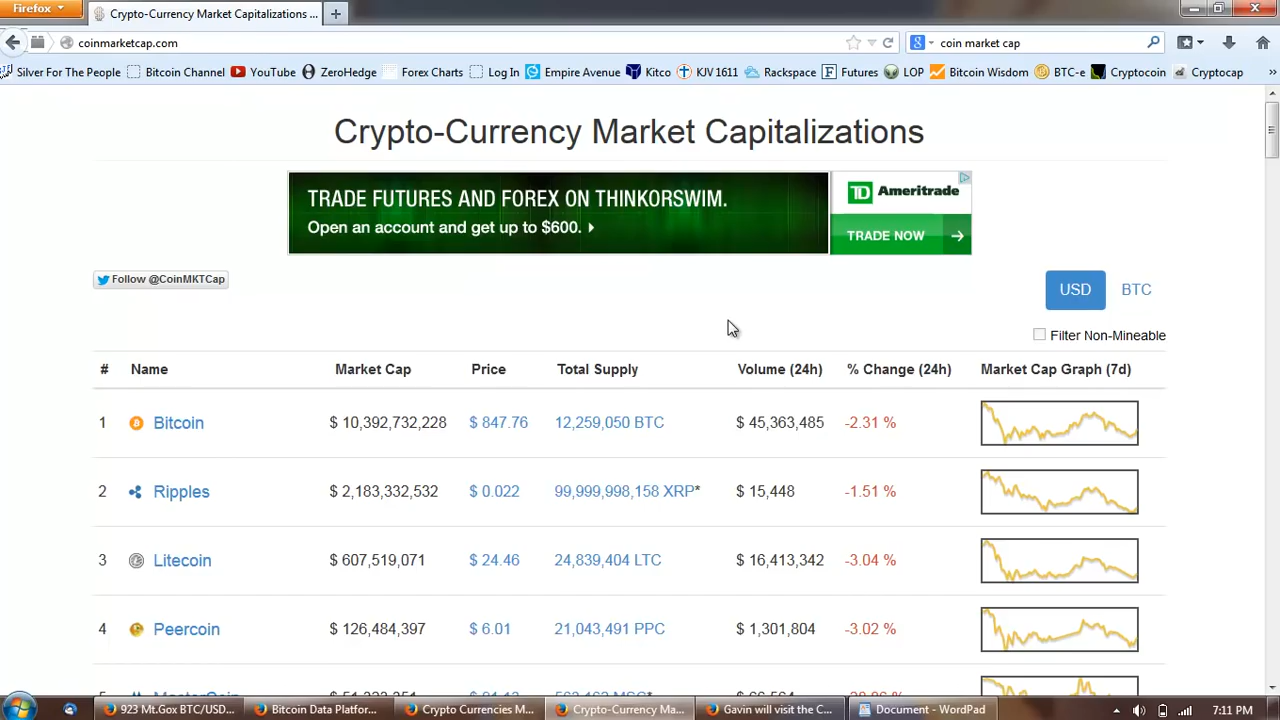 Firefox
Crypto-Currency Market Capitalizations ...
coinmarketcap.com
coin market cap
Silver For The People Bitcoin Channel YouTube ZeroHedge Forex Charts Log In Empire Avenue Kitco KJV 1611 Rackspace Futures LOP Bitcoin Wisdom BTC-e Cryptocoin Cryptocap »
Crypto-Currency Market Capitalizations
TRADE FUTURES AND FOREX ON THINKORSWIM.
Open an account and get up to $600.
TD Ameritrade
TRADE NOW
Follow @CoinMKTCap
USD BTC
Filter Non-Mineable
# Name Market Cap Price Total Supply Volume (24h) % Change (24h) Market Cap Graph (7d)
1 Bitcoin $ 10,392,732,228 $ 847.76 12,259,050 BTC $ 45,363,485 -2.31 %
2 Ripples $ 2,183,332,532 $ 0.022 99,999,998,158 XRP* $ 15,448 -1.51 %
3 Litecoin $ 607,519,071 $ 24.46 24,839,404 LTC $ 16,413,342 -3.04 %
4 Peercoin $ 126,484,397 $ 6.01 21,043,491 PPC $ 1,301,804 -3.02 %
923 Mt.Gox BTC/USD... Bitcoin Data Platfor... Crypto Currencies M... Crypto-Currency Ma... Gavin will visit the C... Document - WordPad 7:11 PM